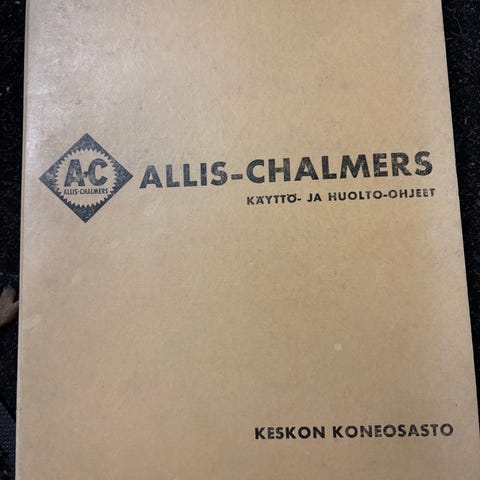 A-C
ALLIS-CHALMERS
ALLIS-CHALMERS
KÄYTTÖ- JA HUOLTO-OHJEET
KESKON KONEOSASTO